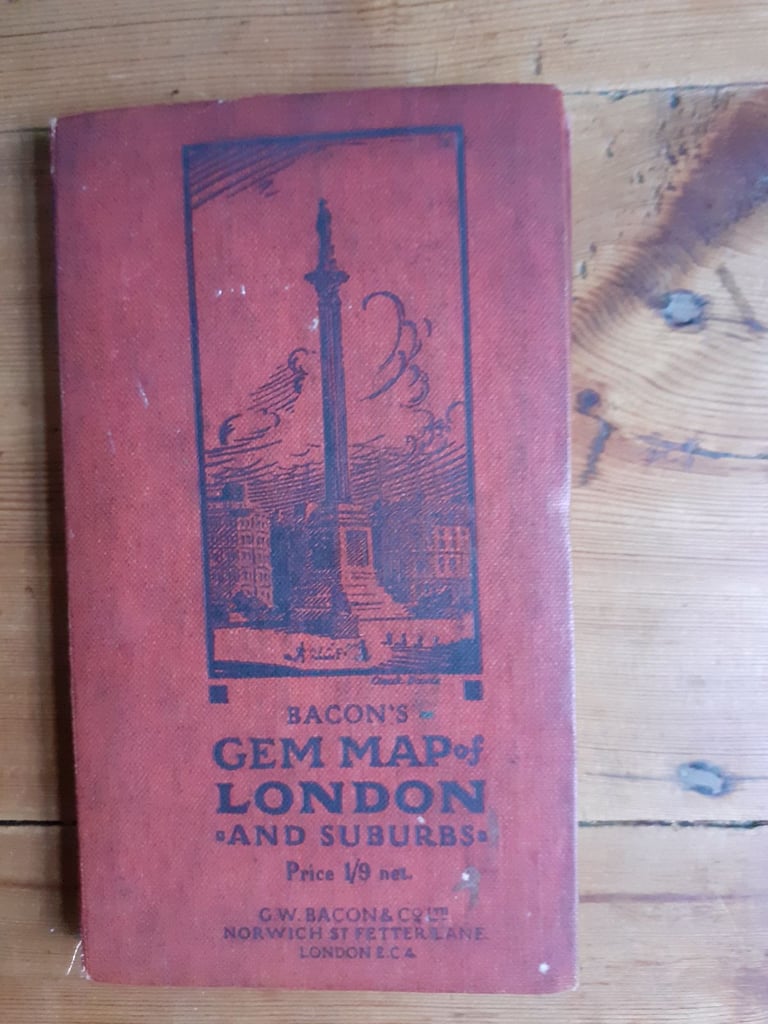 BACON'S
GEM MAP of
LONDON
AND SUBURBS
Price 1/9 net.
G.W. BACON & CO LTD
NORWICH ST FETTER LANE
LONDON E.C.4